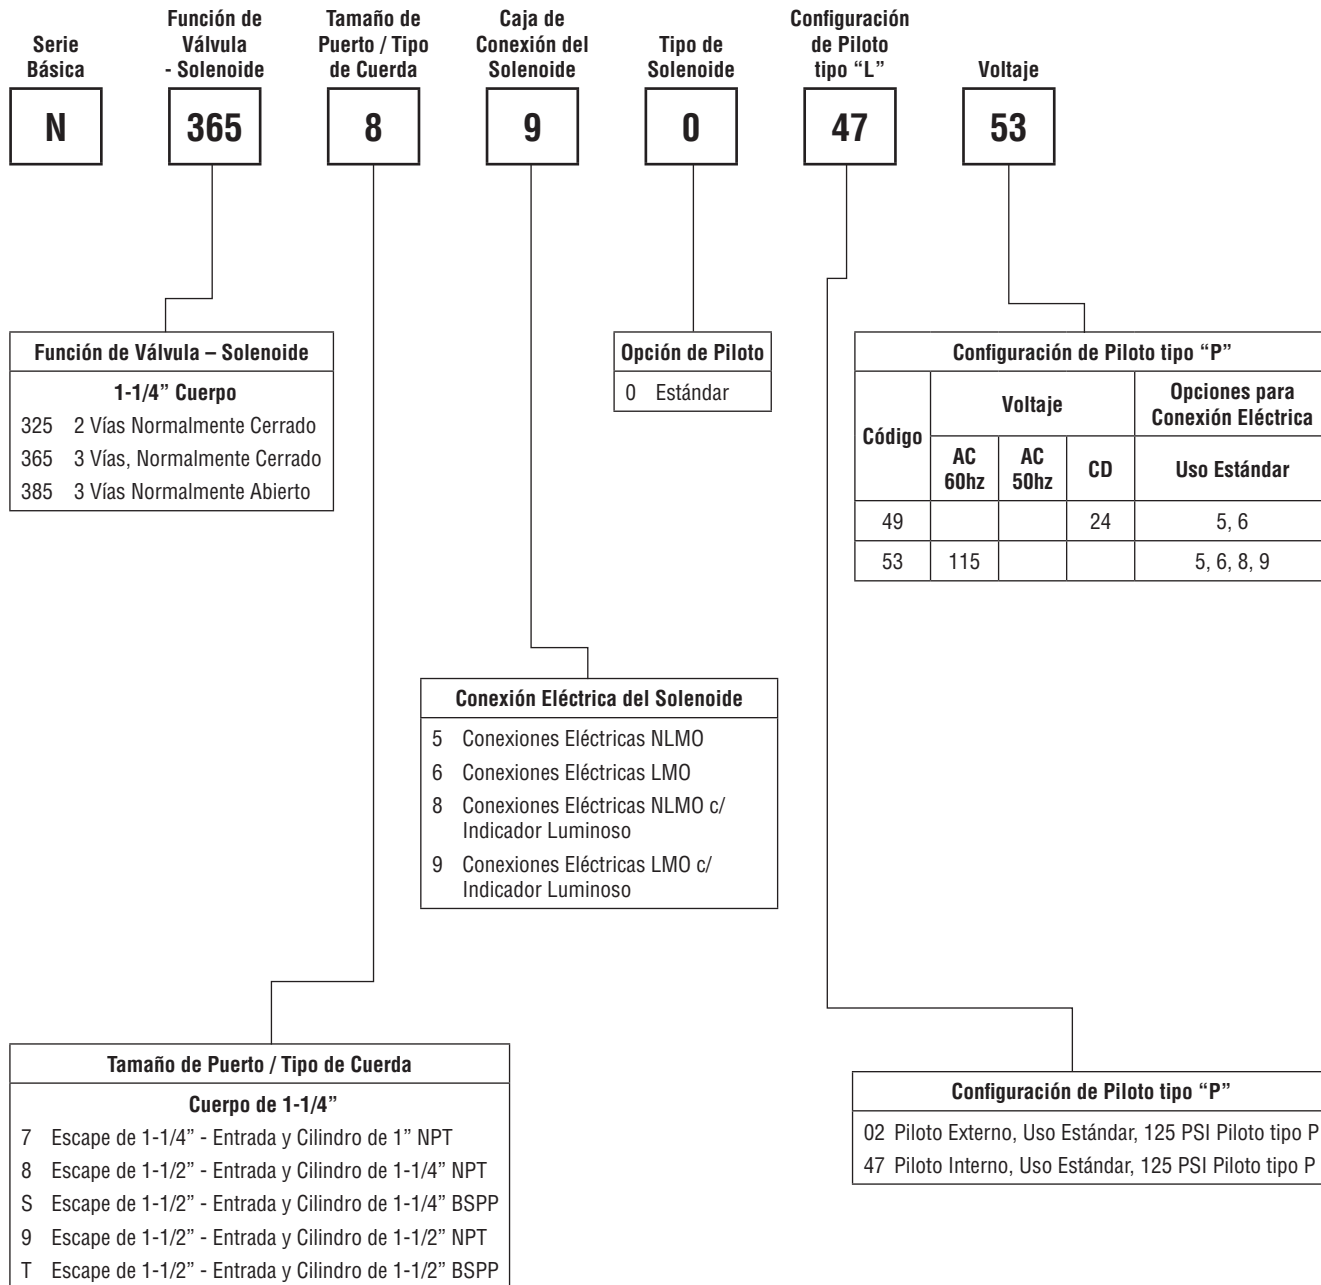 Serie
Básica
Función de
Válvula
- Solenoide
Tamaño de
Puerto / Tipo
de Cuerda
Caja de
Conexión del
Solenoide
Tipo de
Solenoide
Configuración
de Piloto
tipo “L”
Voltaje
N
365
8
9
0
47
53
Función de Válvula – Solenoide
1-1/4” Cuerpo
325 2 Vías Normalmente Cerrado
365 3 Vías, Normalmente Cerrado
385 3 Vías Normalmente Abierto
Opción de Piloto
0 Estándar
Configuración de Piloto tipo “P”
Código
Voltaje
Opciones para
Conexión Eléctrica
AC
60hz
AC
50hz
CD
Uso Estándar
49 24 5, 6
53 115 5, 6, 8, 9
Conexión Eléctrica del Solenoide
5 Conexiones Eléctricas NLMO
6 Conexiones Eléctricas LMO
8 Conexiones Eléctricas NLMO c/
Indicador Luminoso
9 Conexiones Eléctricas LMO c/
Indicador Luminoso
Tamaño de Puerto / Tipo de Cuerda
Cuerpo de 1-1/4”
7 Escape de 1-1/4” - Entrada y Cilindro de 1” NPT
8 Escape de 1-1/2” - Entrada y Cilindro de 1-1/4” NPT
S Escape de 1-1/2” - Entrada y Cilindro de 1-1/4” BSPP
9 Escape de 1-1/2” - Entrada y Cilindro de 1-1/2” NPT
T Escape de 1-1/2” - Entrada y Cilindro de 1-1/2” BSPP
Configuración de Piloto tipo “P”
02 Piloto Externo, Uso Estándar, 125 PSI Piloto tipo P
47 Piloto Interno, Uso Estándar, 125 PSI Piloto tipo P